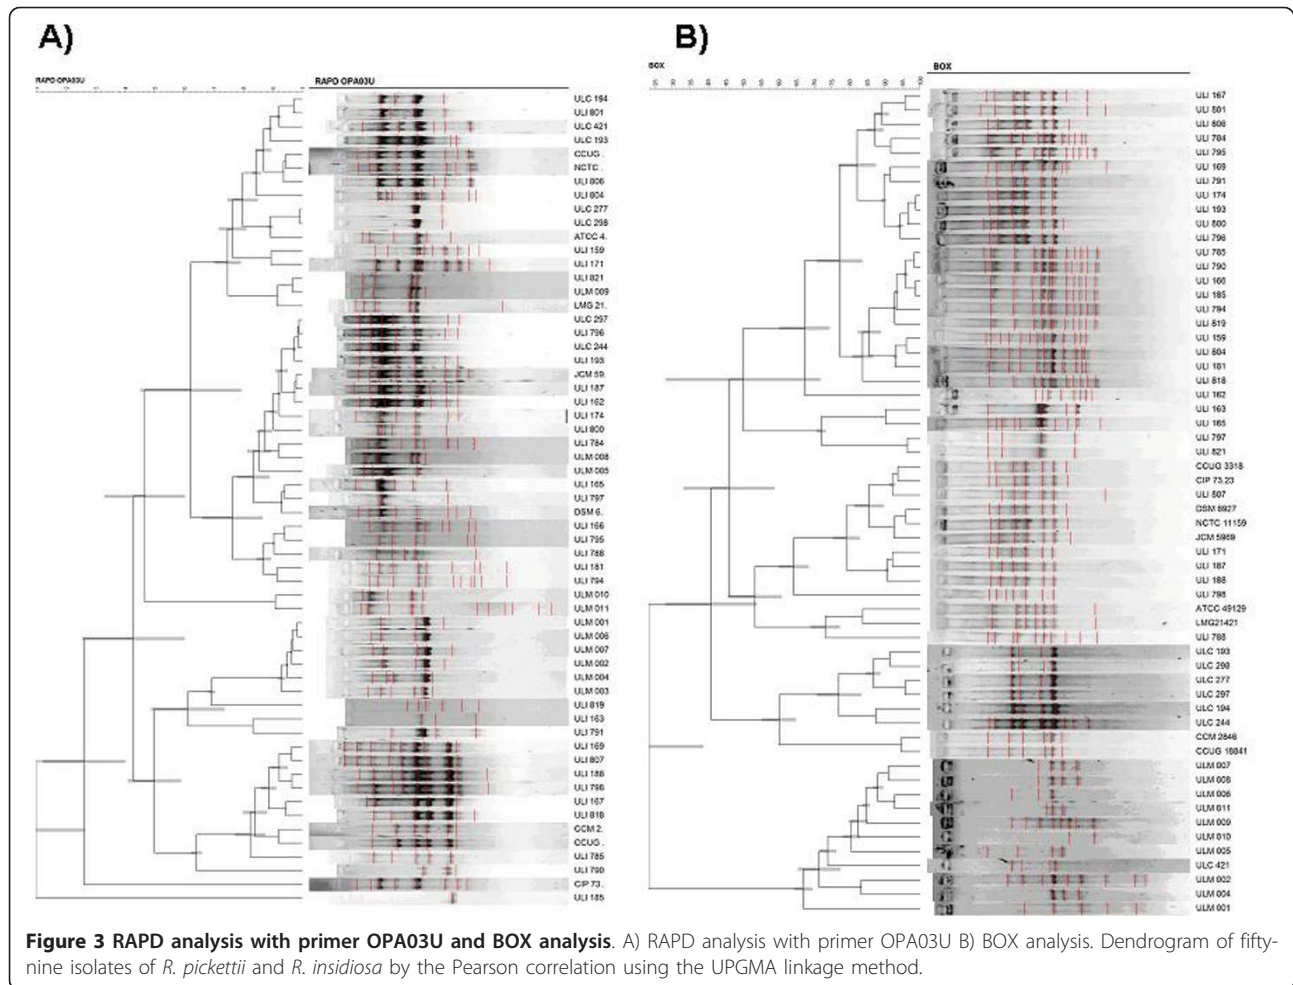 A)
RAPD OPA03U
RAPD OPA03U
ULC 194
ULI 801
ULC 421
ULC 193
CCUG .
NCTC .
ULI 806
ULI 804
ULC 277
ULC 298
ATCC 4.
ULI 159
ULI 171
ULI 821
ULM 009
LMG 21.
ULC 297
ULI 796
ULC 244
ULI 193
JCM 59.
ULI 187
ULI 162
ULI 174
ULI 800
ULI 784
ULM 008
ULM 005
ULI 165
ULI 797
DSM 6.
ULI 166
ULI 795
ULI 788
ULI 181
ULI 794
ULM 010
ULM 011
ULM 001
ULM 006
ULM 007
ULM 002
ULM 004
ULM 003
ULI 819
ULI 163
ULI 791
ULI 169
ULI 807
ULI 188
ULI 798
ULI 167
ULI 818
CCM 2.
CCUG .
ULI 785
ULI 790
CIP 73.
ULI 185
B)
BOX
BOX
ULI 167
ULI 801
ULI 806
ULI 784
ULI 795
ULI 169
ULI 791
ULI 174
ULI 193
ULI 800
ULI 796
ULI 785
ULI 790
ULI 166
ULI 185
ULI 794
ULI 819
ULI 159
ULI 804
ULI 181
ULI 818
ULI 162
ULI 163
ULI 165
ULI 797
ULI 821
CCUG 3318
CIP 73.23
ULI 807
DSM 6927
NCTC 11159
JCM 5969
ULI 171
ULI 187
ULI 188
ULI 798
ATCC 49129
LMG21421
ULI 788
ULC 193
ULC 298
ULC 277
ULC 297
ULC 194
ULC 244
CCM 2846
CCUG 18841
ULM 007
ULM 008
ULM 006
ULM 011
ULM 009
ULM 010
ULM 005
ULC 421
ULM 002
ULM 004
ULM 001
Figure 3 RAPD analysis with primer OPA03U and BOX analysis. A) RAPD analysis with primer OPA03U B) BOX analysis. Dendrogram of fifty-
nine isolates of R. pickettii and R. insidiosa by the Pearson correlation using the UPGMA linkage method.